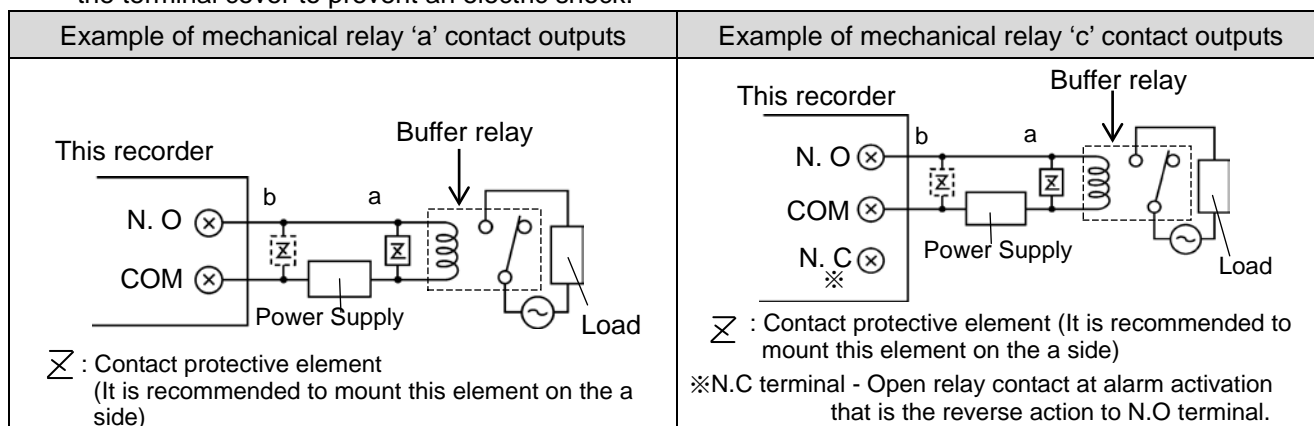 the terminal cover to prevent an electric shock.
Example of mechanical relay ‘a’ contact outputs
This recorder
Buffer relay
b
a
N. O
COM
Power Supply
Load
: Contact protective element
(It is recommended to mount this element on the a
side)
Example of mechanical relay ‘c’ contact outputs
This recorder
Buffer relay
b
a
N. O
COM
N. C
※
Power Supply
Load
: Contact protective element (It is recommended to
mount this element on the a side)
※N.C terminal - Open relay contact at alarm activation
that is the reverse action to N.O terminal.